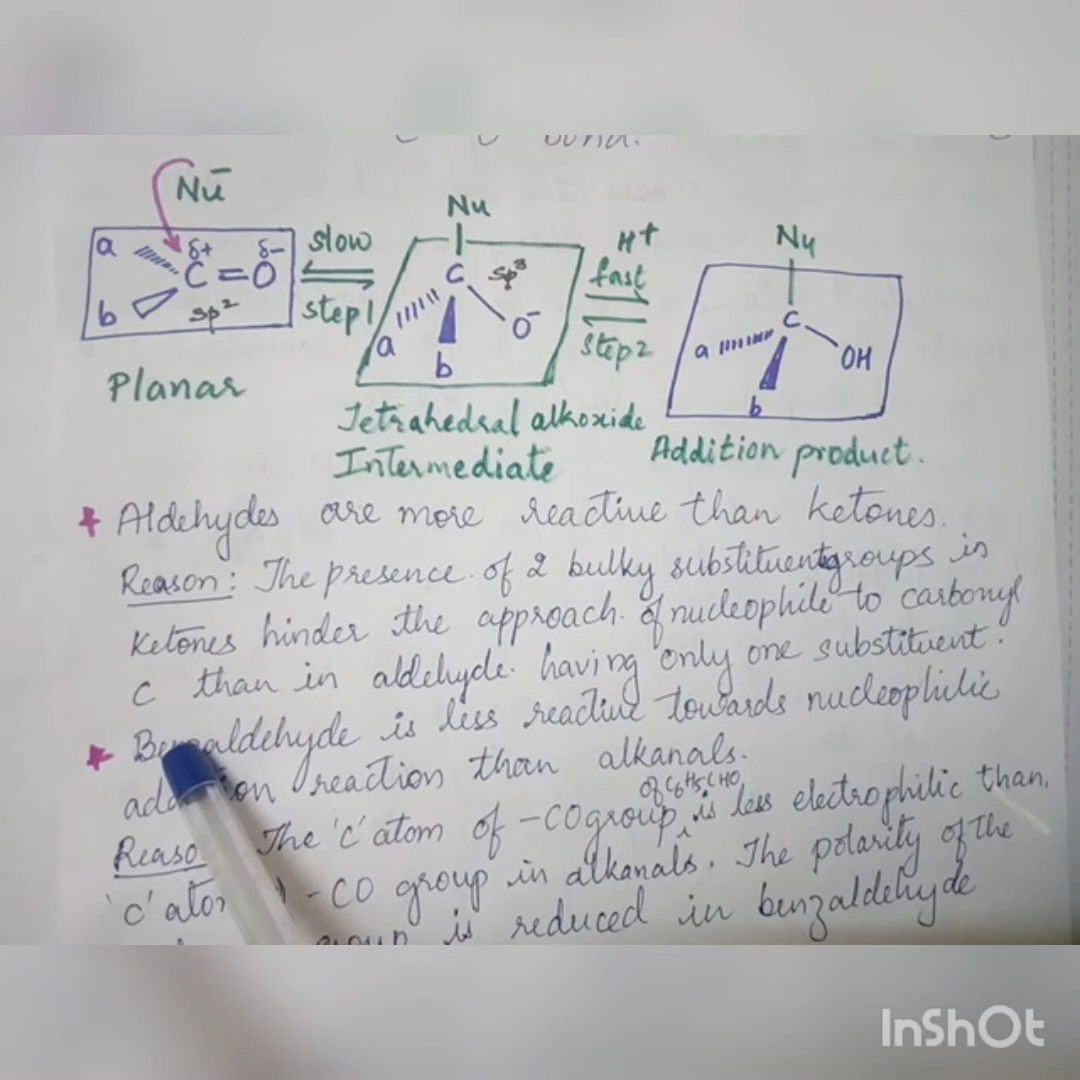 bond.
Nu⁻
Nu
Nu
a δ+ δ- slow sp³ H⁺
C=O C fast C
b sp² step1 a O⁻ step2 a OH
b b
Planar
Tetrahedral alkoxide
Intermediate
Addition product.
Aldehydes are more reactive than ketones.
Reason: The presence of 2 bulky substituent groups in
ketones hinder the approach of nucleophile to carbonyl
C than in aldehyde having only one substituent.
Benzaldehyde is less reactive towards nucleophilic
reaction than alkanals.
of C6H5CHO
The 'C' atom of -CO group is less electrophilic than
'C' -CO group in alkanals. The polarity of the
group is reduced in benzaldehyde
InShOt